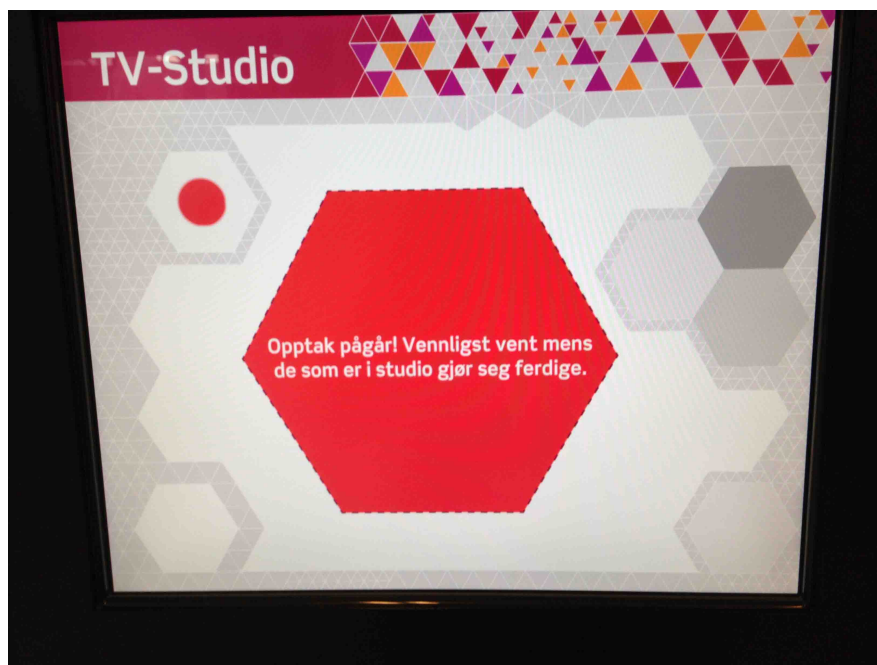 TV-Studio
Opptak pågår! Vennligst vent mens
de som er i studio gjør seg ferdige.